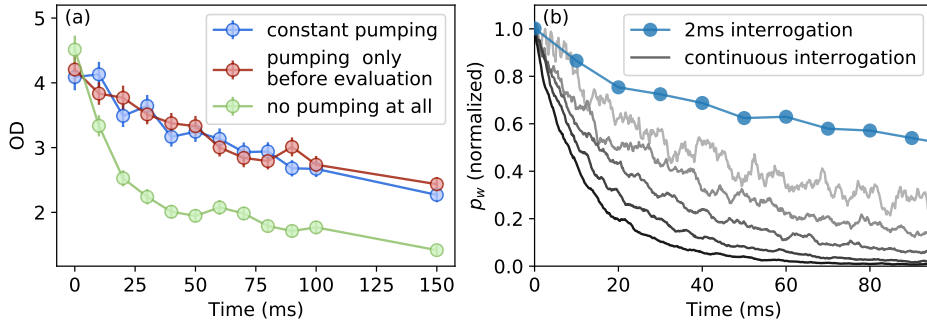 (a)
constant pumping
pumping only
before evaluation
no pumping at all
OD
5
4
3
2
0 25 50 75 100 125 150
Time (ms)
(b)
2ms interrogation
continuous interrogation
p_w (normalized)
1.0
0.8
0.6
0.4
0.2
0.0
0 20 40 60 80
Time (ms)